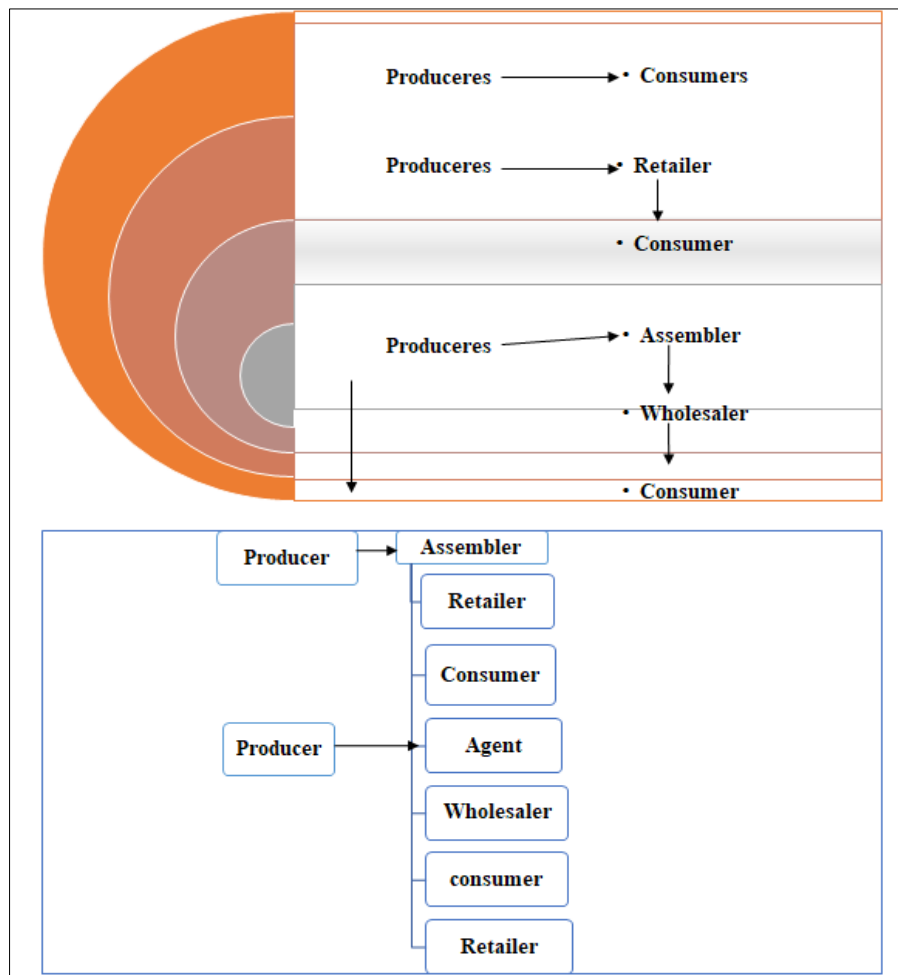 Produceres • Consumers
Produceres • Retailer
• Consumer
Produceres • Assembler
• Wholesaler
• Consumer
Producer Assembler
Retailer
Consumer
Producer Agent
Wholesaler
consumer
Retailer